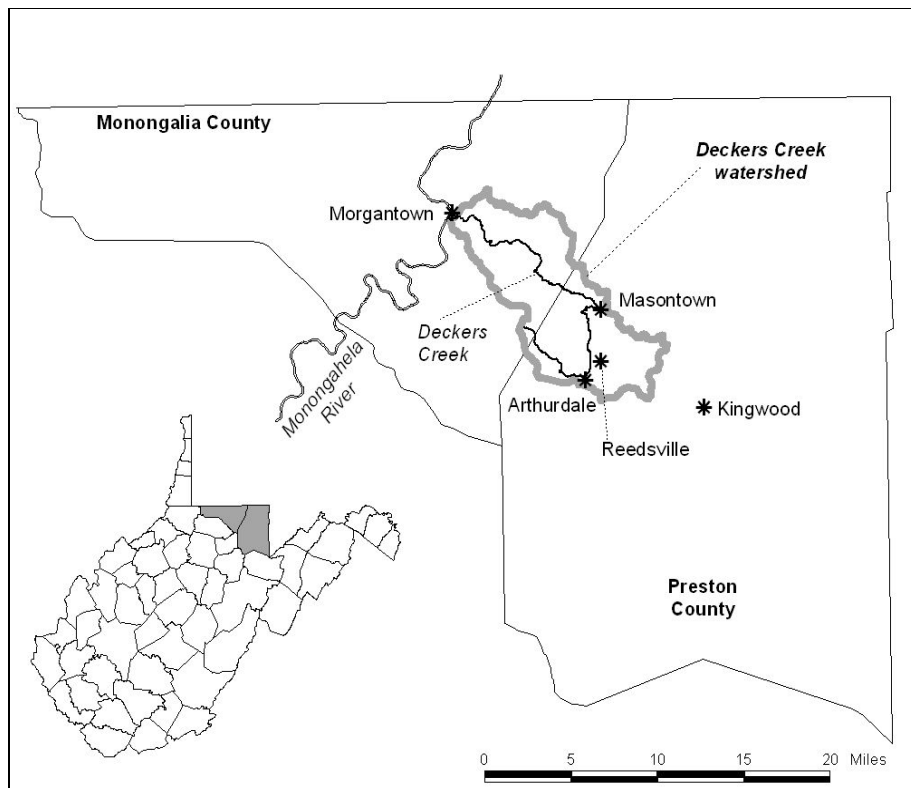 Monongalia County
Deckers Creek
watershed
Morgantown
Masontown
Deckers
Creek
Monongahela
River
Arthurdale
Kingwood
Reedsville
Preston
County
0 5 10 15 20 Miles